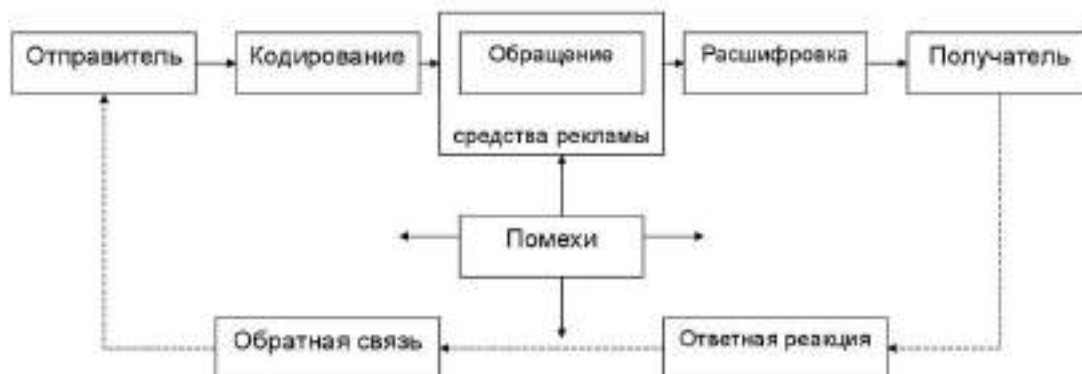 Отправитель
Кодирование
Обращение
средства рекламы
Расшифровка
Получатель
Помехи
Обратная связь
Ответная реакция